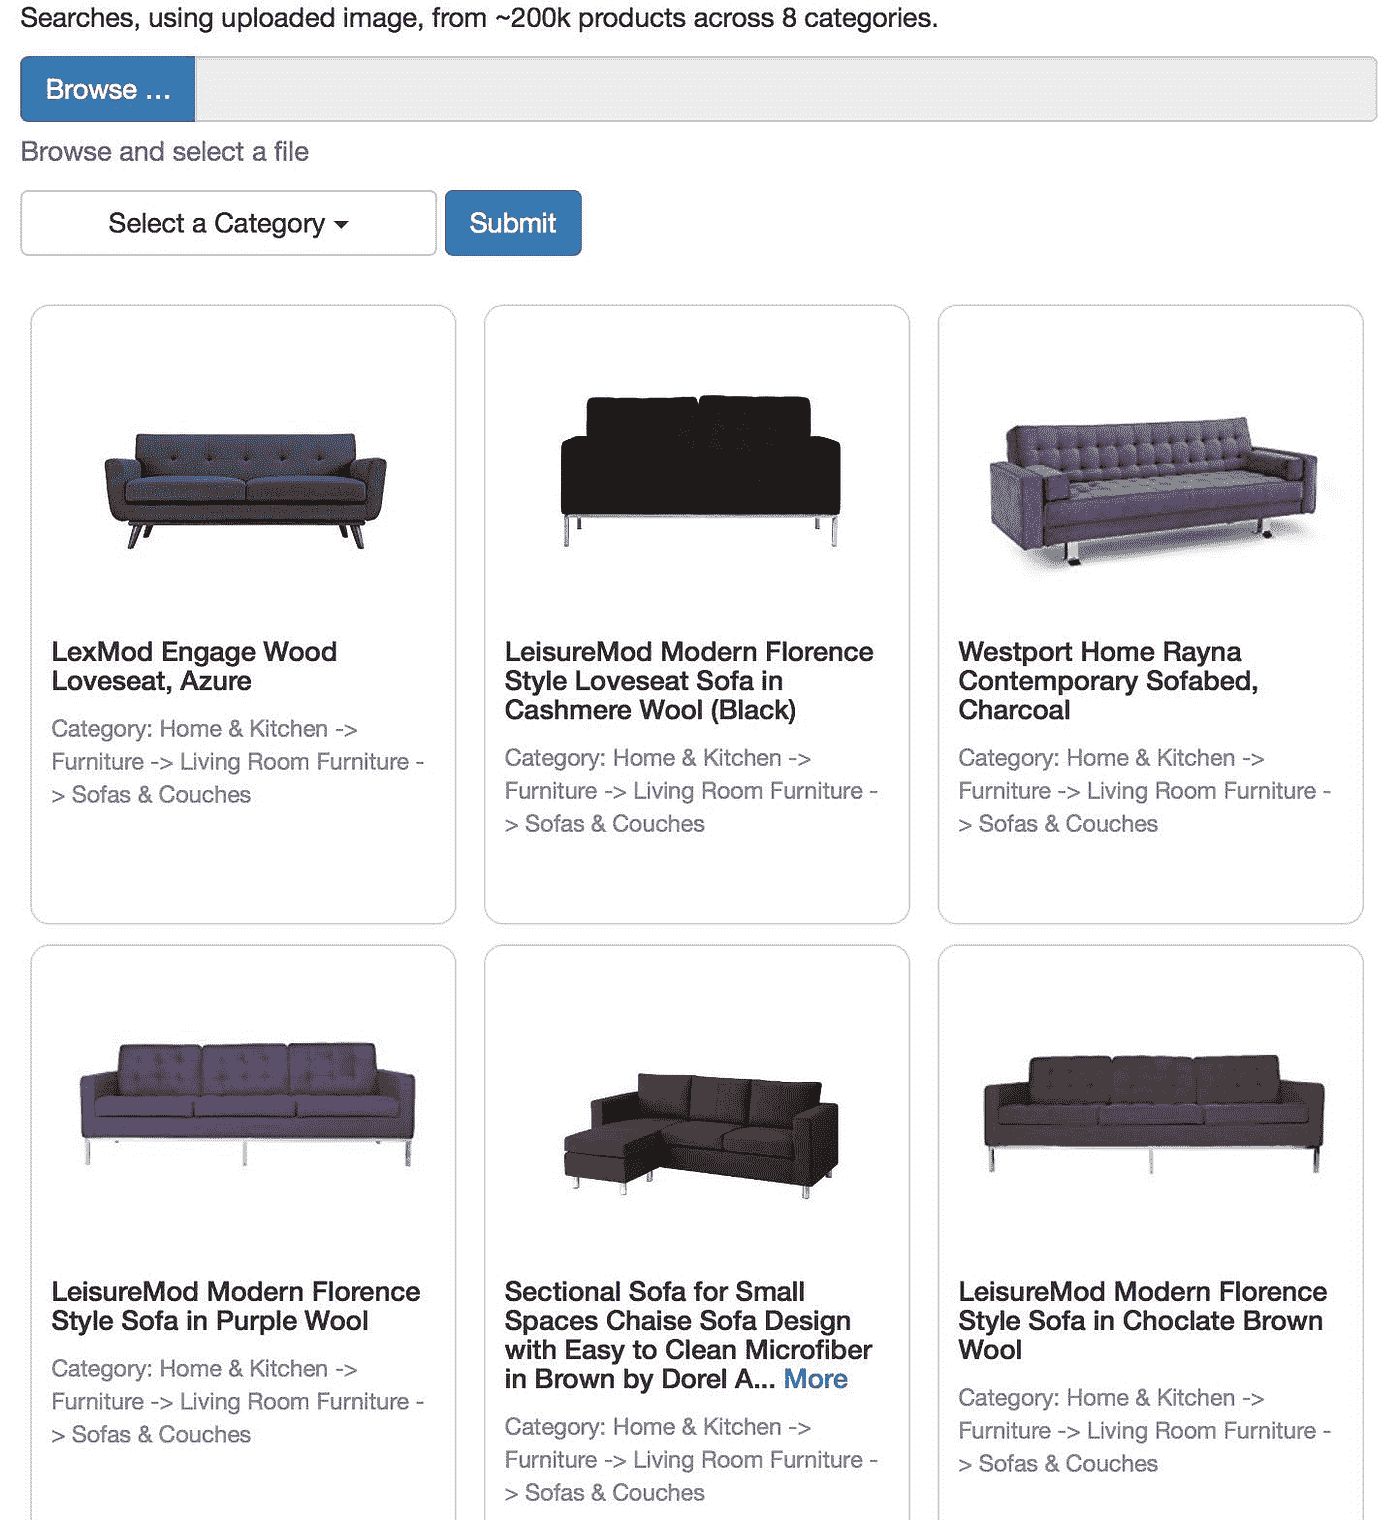 Searches, using uploaded image, from ~200k products across 8 categories.
Browse ...
Browse and select a file
Select a Category
Submit
LexMod Engage Wood
Loveseat, Azure
Category: Home & Kitchen ->
Furniture -> Living Room Furniture -
> Sofas & Couches
LeisureMod Modern Florence
Style Loveseat Sofa in
Cashmere Wool (Black)
Category: Home & Kitchen ->
Furniture -> Living Room Furniture -
> Sofas & Couches
Westport Home Rayna
Contemporary Sofabed,
Charcoal
Category: Home & Kitchen ->
Furniture -> Living Room Furniture -
> Sofas & Couches
LeisureMod Modern Florence
Style Sofa in Purple Wool
Category: Home & Kitchen ->
Furniture -> Living Room Furniture -
> Sofas & Couches
Sectional Sofa for Small
Spaces Chaise Sofa Design
with Easy to Clean Microfiber
in Brown by Dorel A... More
Category: Home & Kitchen ->
Furniture -> Living Room Furniture -
> Sofas & Couches
LeisureMod Modern Florence
Style Sofa in Choclate Brown
Wool
Category: Home & Kitchen ->
Furniture -> Living Room Furniture -
> Sofas & Couches